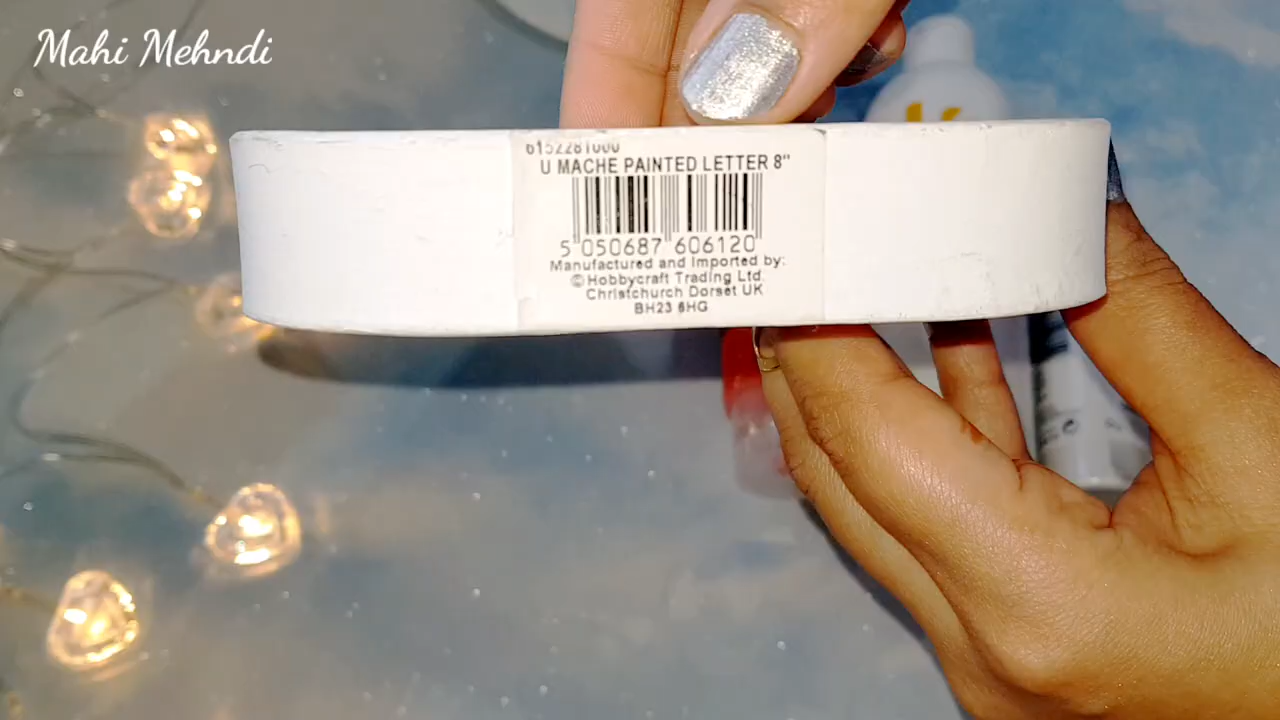 Mahi Mehndi
6152281000
U MACHE PAINTED LETTER 8"
5 050687 606120
Manufactured and Imported by:
©Hobbycraft Trading Ltd.
Christchurch Dorset UK
BH23 6HG